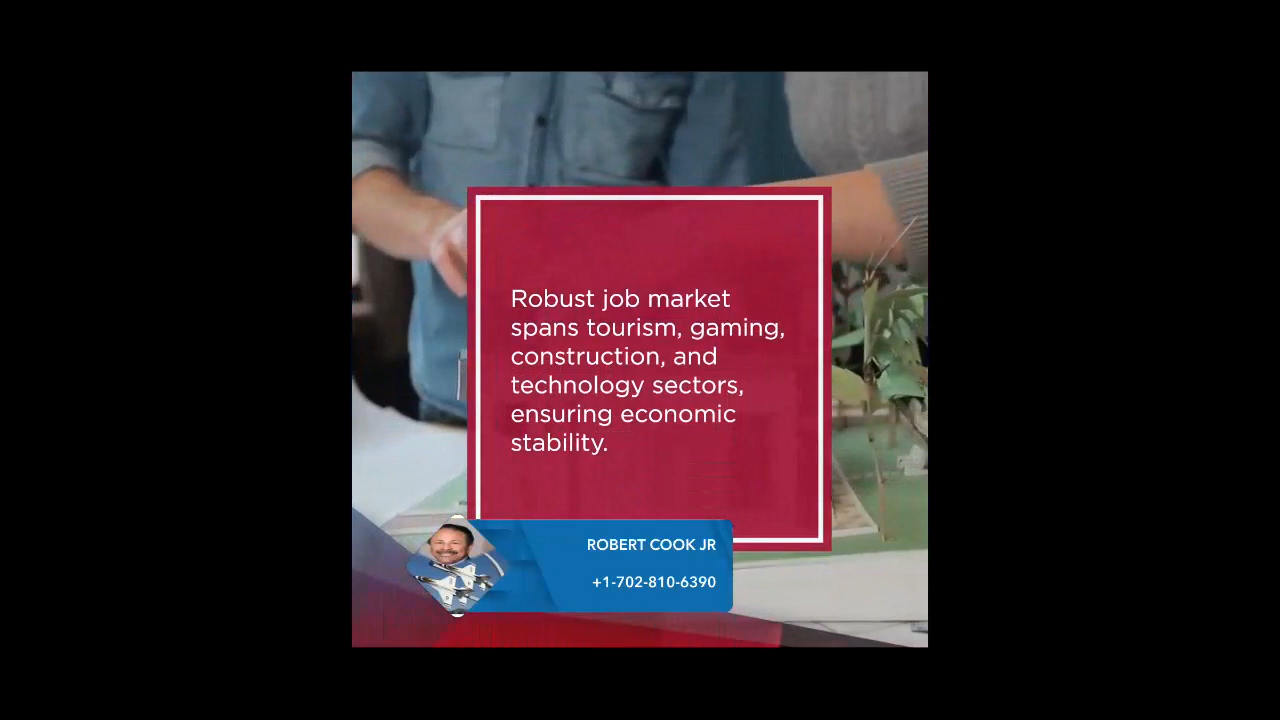 Robust job market
spans tourism, gaming,
construction, and
technology sectors,
ensuring economic
stability.
ROBERT COOK JR
+1-702-810-6390